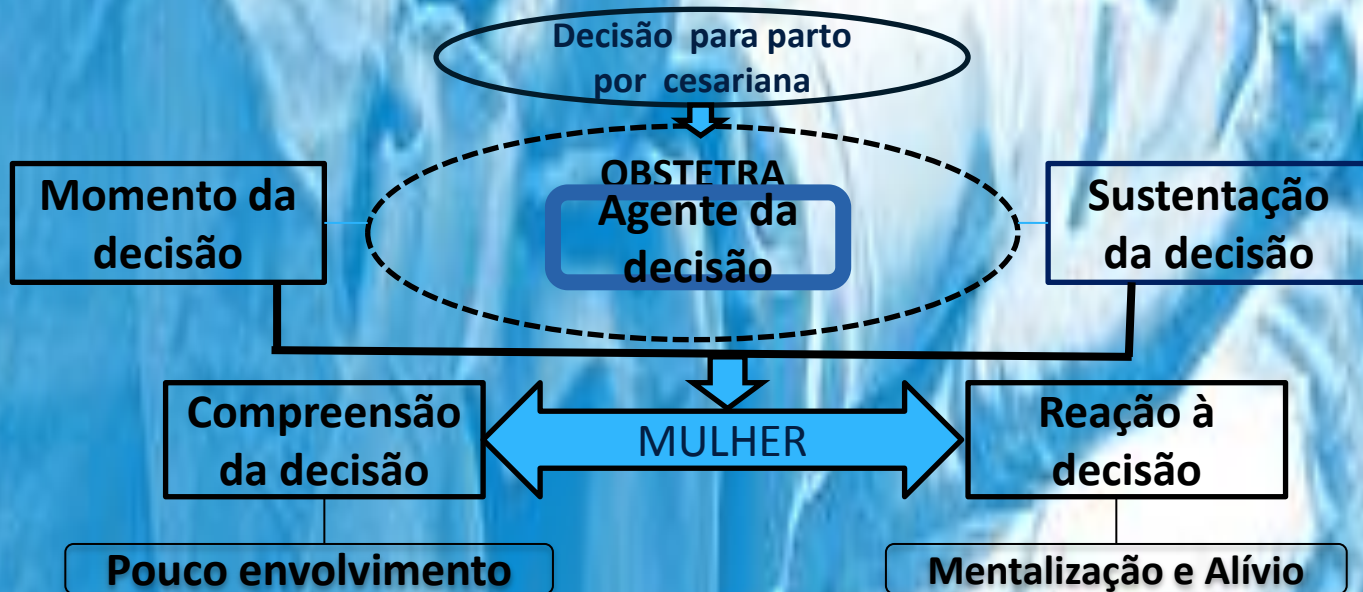 Decisão para parto
por cesariana
OBSTETRA
Momento da
decisão
Agente da
decisão
Sustentação
da decisão
Compreensão
da decisão
MULHER
Reação à
decisão
Pouco envolvimento
Mentalização e Alívio